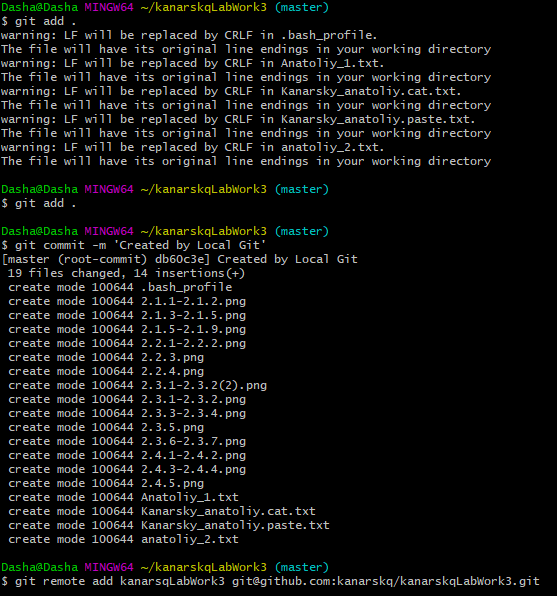 Dasha@Dasha MINGW64 ~/kanarskqLabWork3 (master)
$ git add .
warning: LF will be replaced by CRLF in .bash_profile.
The file will have its original line endings in your working directory
warning: LF will be replaced by CRLF in Anatoliy_1.txt.
The file will have its original line endings in your working directory
warning: LF will be replaced by CRLF in Kanarsky_anatoliy.cat.txt.
The file will have its original line endings in your working directory
warning: LF will be replaced by CRLF in Kanarsky_anatoliy.paste.txt.
The file will have its original line endings in your working directory
warning: LF will be replaced by CRLF in anatoliy_2.txt.
The file will have its original line endings in your working directory
Dasha@Dasha MINGW64 ~/kanarskqLabWork3 (master)
$ git add .
Dasha@Dasha MINGW64 ~/kanarskqLabWork3 (master)
$ git commit -m 'Created by Local Git'
[master (root-commit) db60c3e] Created by Local Git
 19 files changed, 14 insertions(+)
 create mode 100644 .bash_profile
 create mode 100644 2.1.1-2.1.2.png
 create mode 100644 2.1.3-2.1.5.png
 create mode 100644 2.1.5-2.1.9.png
 create mode 100644 2.2.1-2.2.2.png
 create mode 100644 2.2.3.png
 create mode 100644 2.2.4.png
 create mode 100644 2.3.1-2.3.2(2).png
 create mode 100644 2.3.1-2.3.2.png
 create mode 100644 2.3.3-2.3.4.png
 create mode 100644 2.3.5.png
 create mode 100644 2.3.6-2.3.7.png
 create mode 100644 2.4.1-2.4.2.png
 create mode 100644 2.4.3-2.4.4.png
 create mode 100644 2.4.5.png
 create mode 100644 Anatoliy_1.txt
 create mode 100644 Kanarsky_anatoliy.cat.txt
 create mode 100644 Kanarsky_anatoliy.paste.txt
 create mode 100644 anatoliy_2.txt
Dasha@Dasha MINGW64 ~/kanarskqLabWork3 (master)
$ git remote add kanarsqLabWork3 git@github.com:kanarskq/kanarskqLabWork3.git